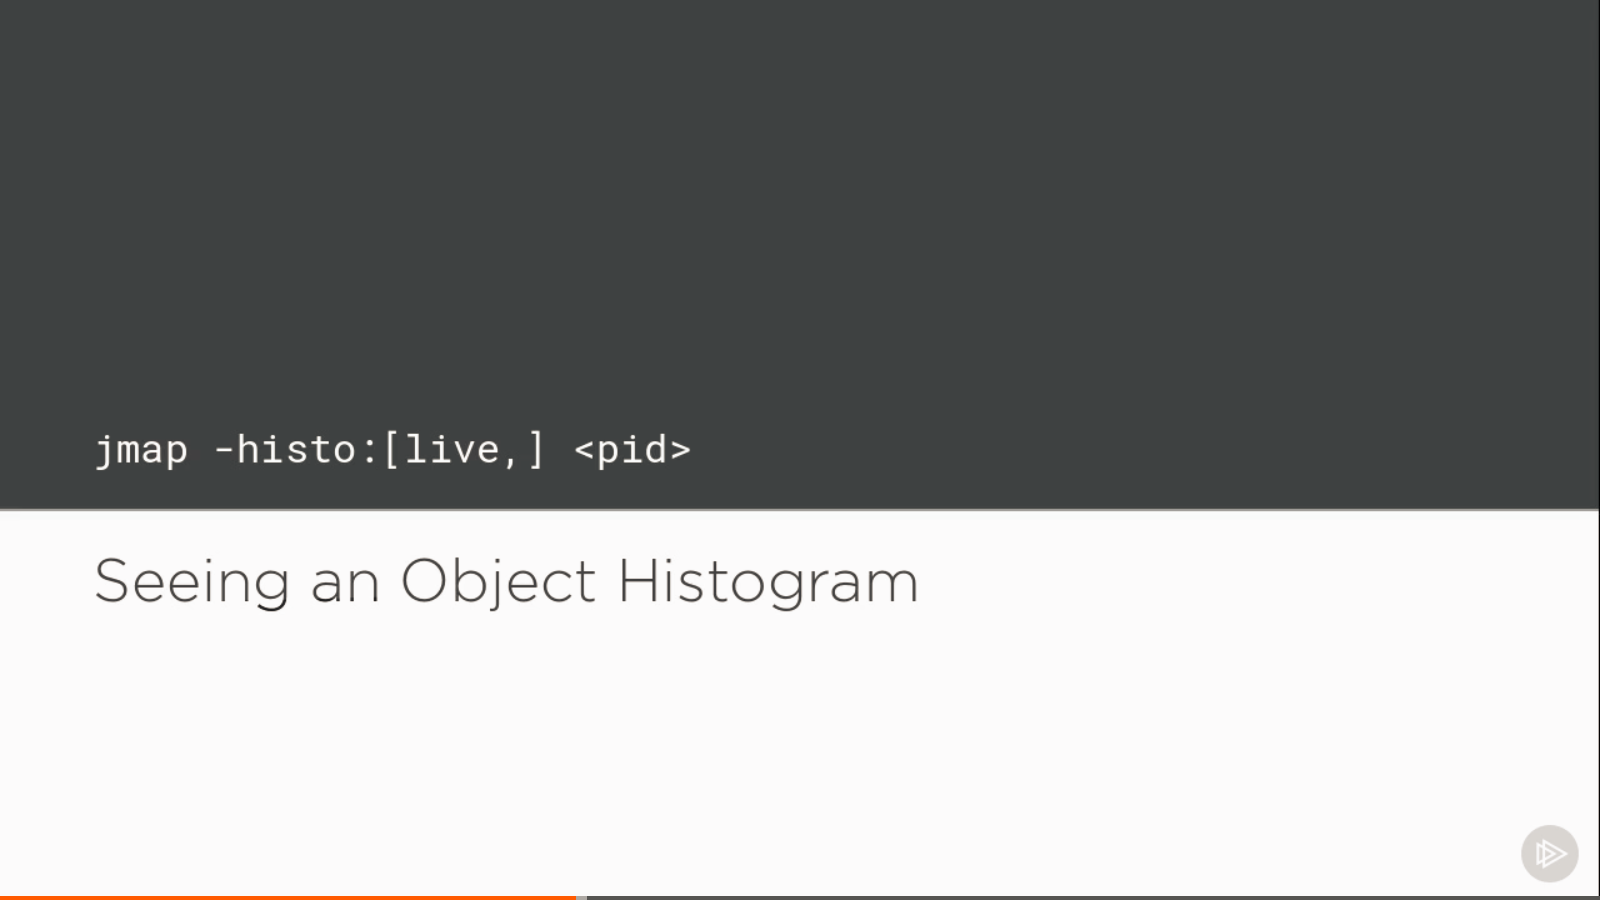 jmap -histo:[live,] <pid>
Seeing an Object Histogram